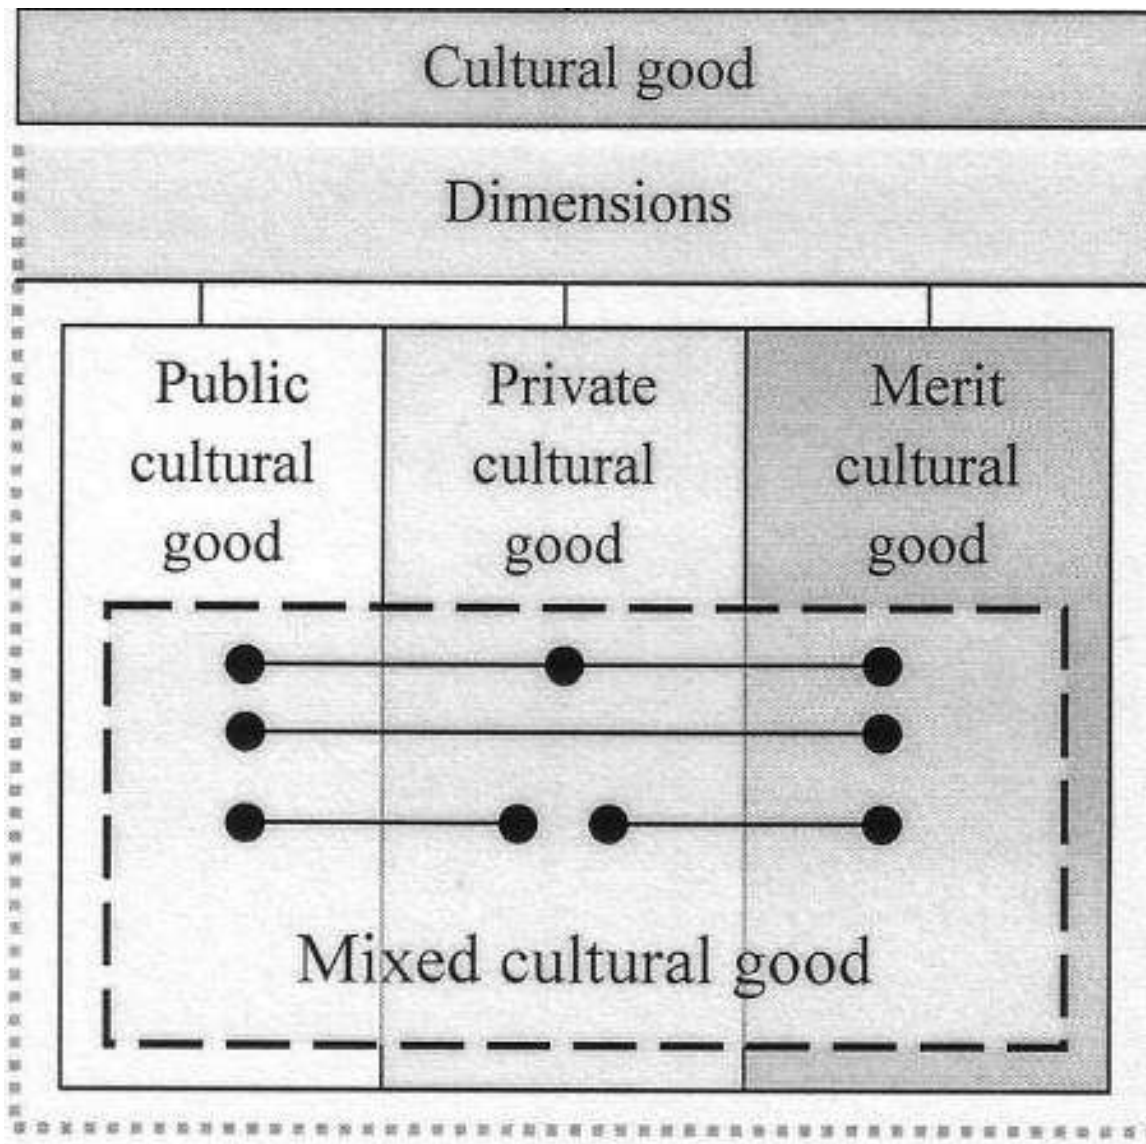 Cultural good
Dimensions
Public
cultural
good
Private
cultural
good
Merit
cultural
good
Mixed cultural good